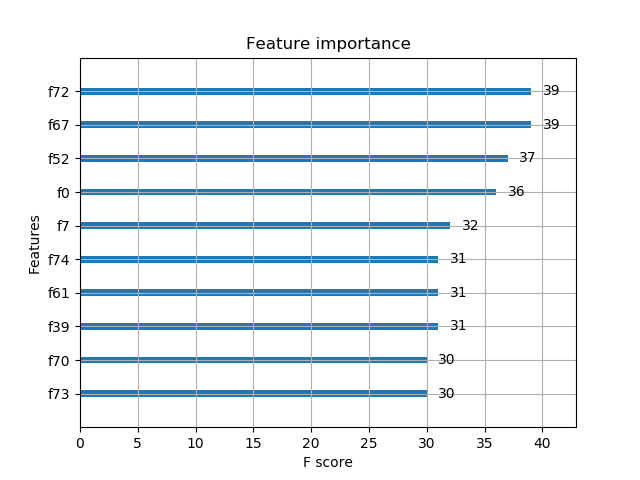 Feature importance
Features
f72 39
f67 39
f52 37
f0 36
f7 32
f74 31
f61 31
f39 31
f70 30
f73 30
0 5 10 15 20 25 30 35 40
F score